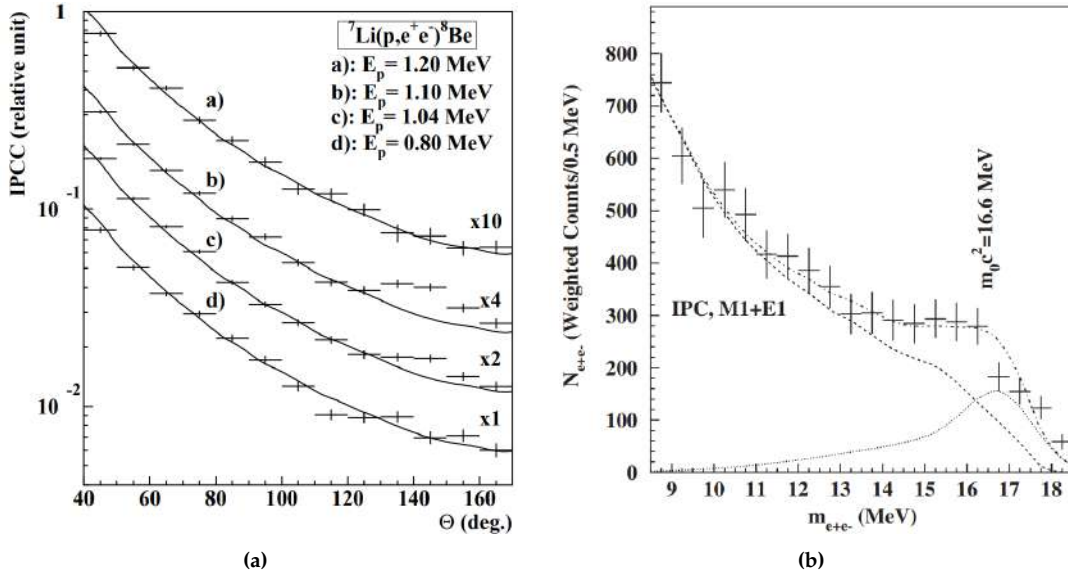 1
10⁻¹
10⁻²
IPCC (relative unit)
⁷Li(p,e⁺e⁻)⁸Be
a): Eₚ= 1.20 MeV
b): Eₚ= 1.10 MeV
c): Eₚ= 1.04 MeV
d): Eₚ= 0.80 MeV
a)
b)
c)
d)
x10
x4
x2
x1
40 60 80 100 120 140 160
Θ (deg.)
(a)
800
700
600
500
400
300
200
100
0
Nₑ₊ₑ₋ (Weighted Counts/0.5 MeV)
IPC, M1+E1
m₀c²=16.6 MeV
9 10 11 12 13 14 15 16 17 18
mₑ₊ₑ₋ (MeV)
(b)